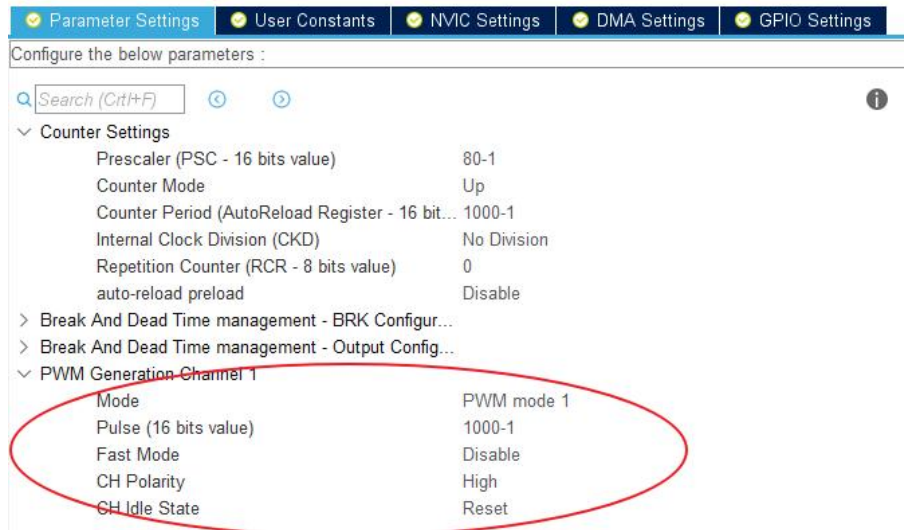 Parameter Settings User Constants NVIC Settings DMA Settings GPIO Settings
Configure the below parameters :
Search (Crtl+F)
Counter Settings
Prescaler (PSC - 16 bits value) 80-1
Counter Mode Up
Counter Period (AutoReload Register - 16 bit... 1000-1
Internal Clock Division (CKD) No Division
Repetition Counter (RCR - 8 bits value) 0
auto-reload preload Disable
Break And Dead Time management - BRK Configur...
Break And Dead Time management - Output Config...
PWM Generation Channel 1
Mode PWM mode 1
Pulse (16 bits value) 1000-1
Fast Mode Disable
CH Polarity High
CH Idle State Reset